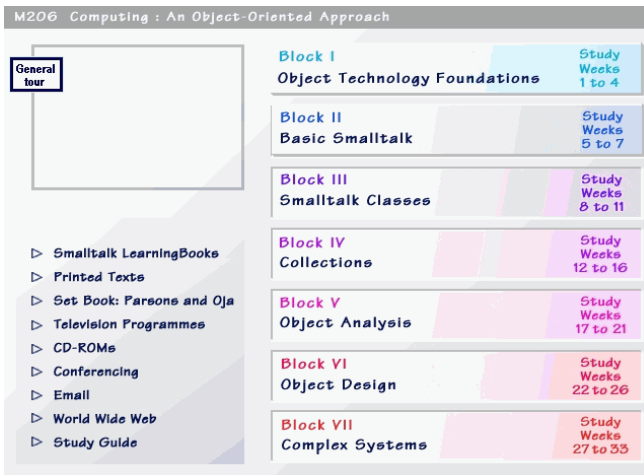 M206 Computing : An Object-Oriented Approach
General
tour
Smalltalk LearningBooks
Printed Texts
Set Book: Parsons and Oja
Television Programmes
CD-ROMs
Conferencing
Email
World Wide Web
Study Guide
Block I
Object Technology Foundations
Study
Weeks
1 to 4
Block II
Basic Smalltalk
Study
Weeks
5 to 7
Block III
Smalltalk Classes
Study
Weeks
8 to 11
Block IV
Collections
Study
Weeks
12 to 16
Block V
Object Analysis
Study
Weeks
17 to 21
Block VI
Object Design
Study
Weeks
22 to 26
Block VII
Complex Systems
Study
Weeks
27 to 33